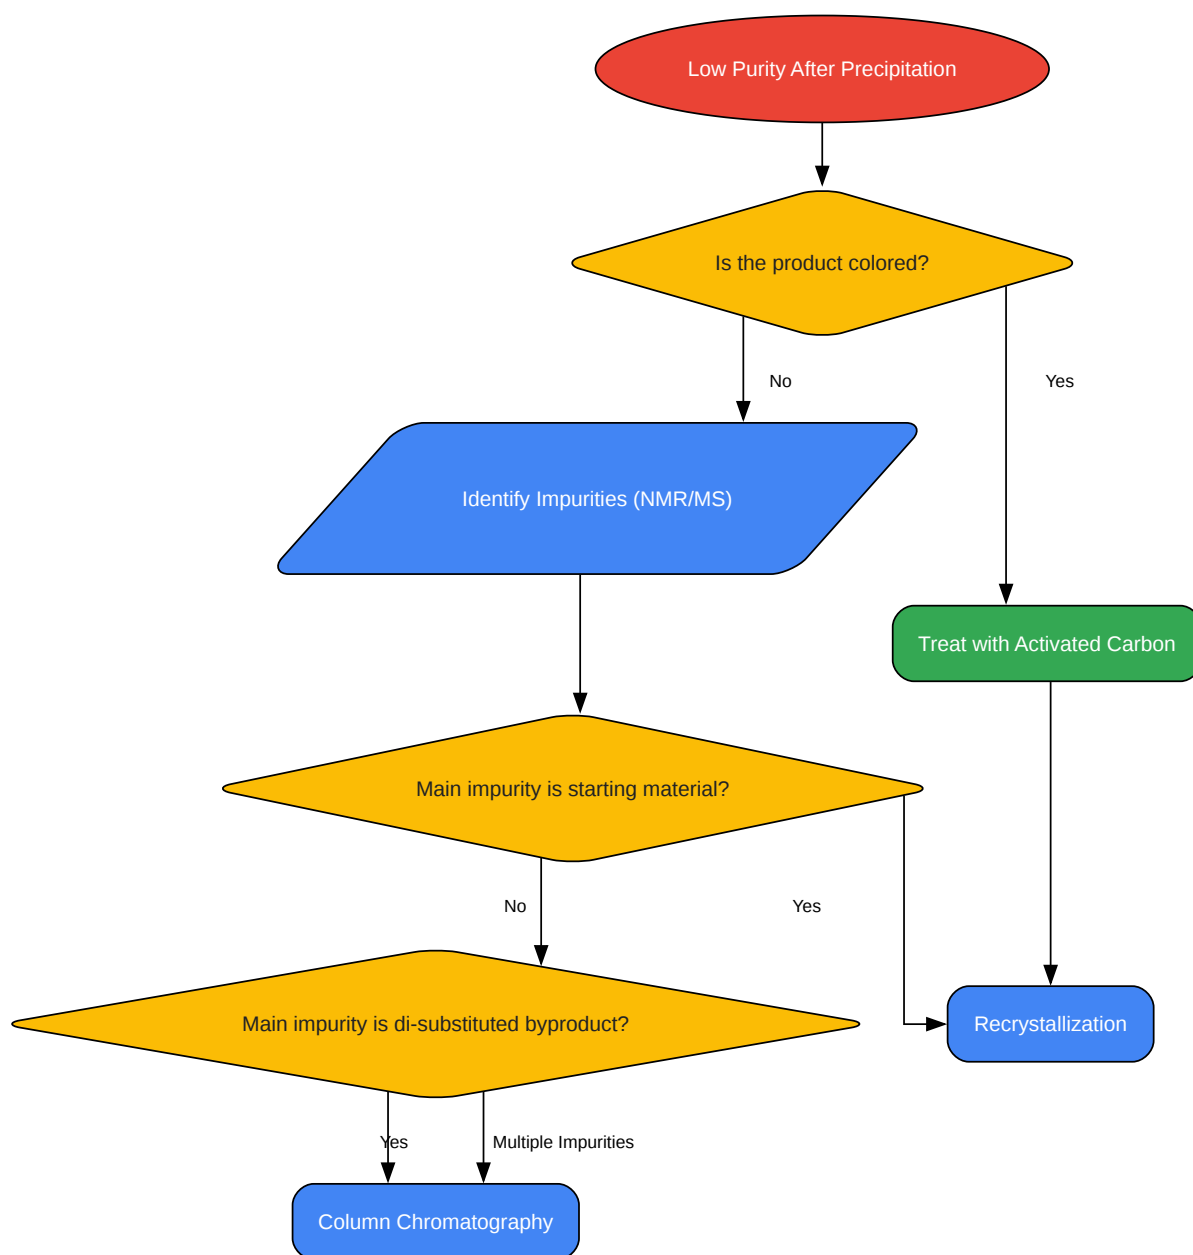 Low Purity After Precipitation
Is the product colored?
No
Yes
Identify Impurities (NMR/MS)
Treat with Activated Carbon
Main impurity is starting material?
No
Yes
Main impurity is di-substituted byproduct?
Recrystallization
Yes
Multiple Impurities
Column Chromatography